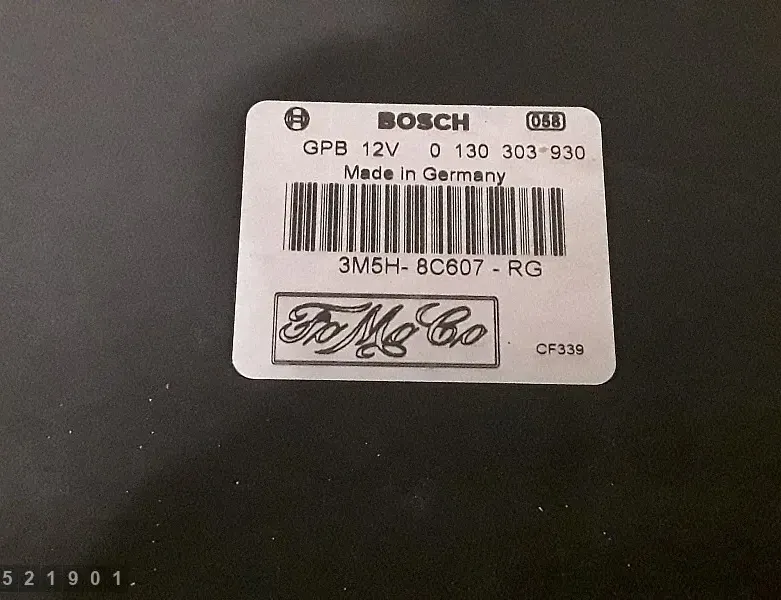 BOSCH 058
GPB 12V 0 130 303 930
Made in Germany
3M5H- 8C607 - RG
FoMoCo
CF339
521901.